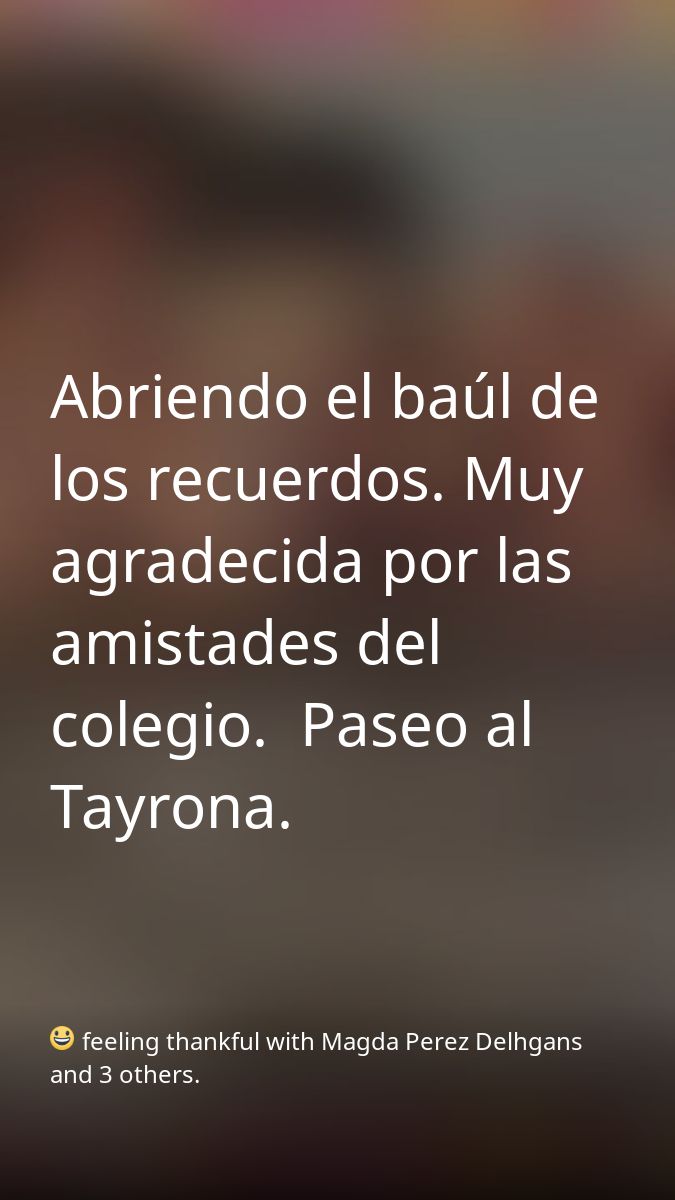 Abriendo el baúl de
los recuerdos. Muy
agradecida por las
amistades del
colegio.  Paseo al
Tayrona.
😀 feeling thankful with Magda Perez Delhgans
and 3 others.